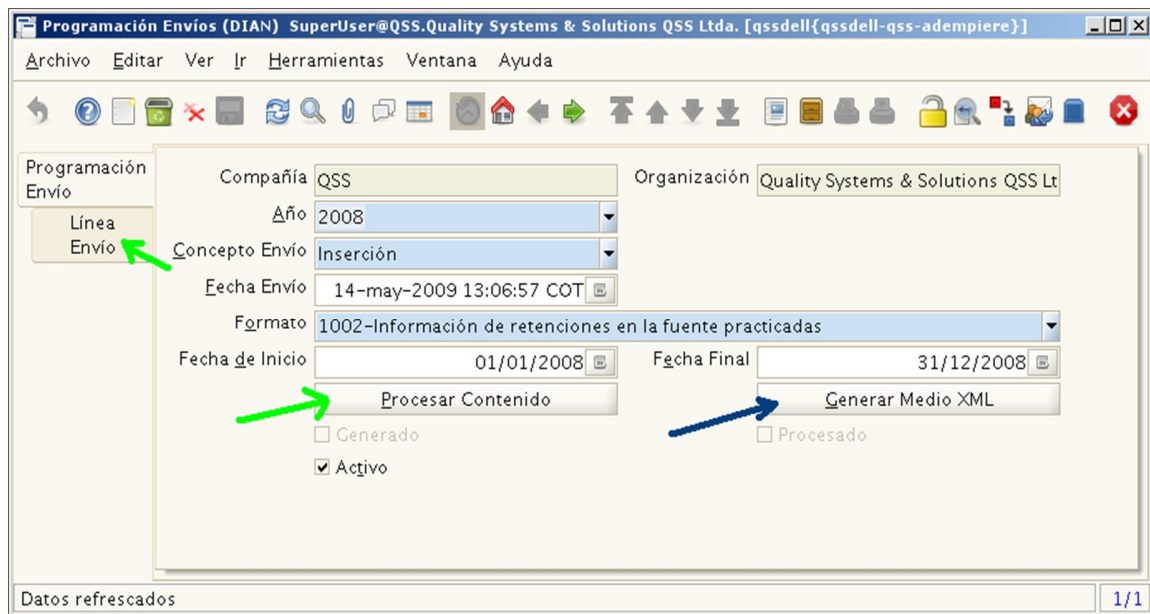 Programación Envíos (DIAN) SuperUser@QSS.Quality Systems & Solutions QSS Ltda. [qssdell{qssdell-qss-adempiere}]
Archivo Editar Ver Ir Herramientas Ventana Ayuda
Programación
Envío
Línea
Envío
Compañía QSS Organización Quality Systems & Solutions QSS Lt
Año 2008
Concepto Envío Inserción
Fecha Envío 14-may-2009 13:06:57 COT
Formato 1002-Información de retenciones en la fuente practicadas
Fecha de Inicio 01/01/2008 Fecha Final 31/12/2008
Procesar Contenido Generar Medio XML
Generado Procesado
Activo
Datos refrescados 1/1